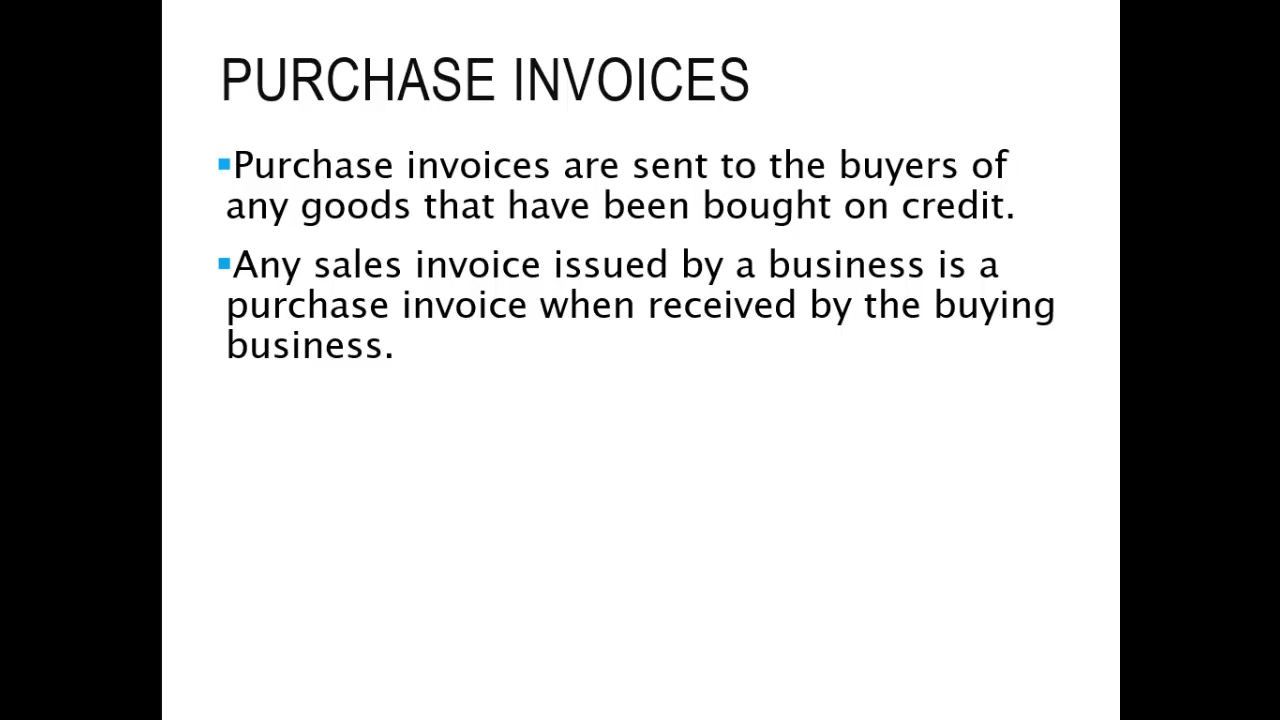 PURCHASE INVOICES
▪Purchase invoices are sent to the buyers of
any goods that have been bought on credit.
▪Any sales invoice issued by a business is a
purchase invoice when received by the buying
business.